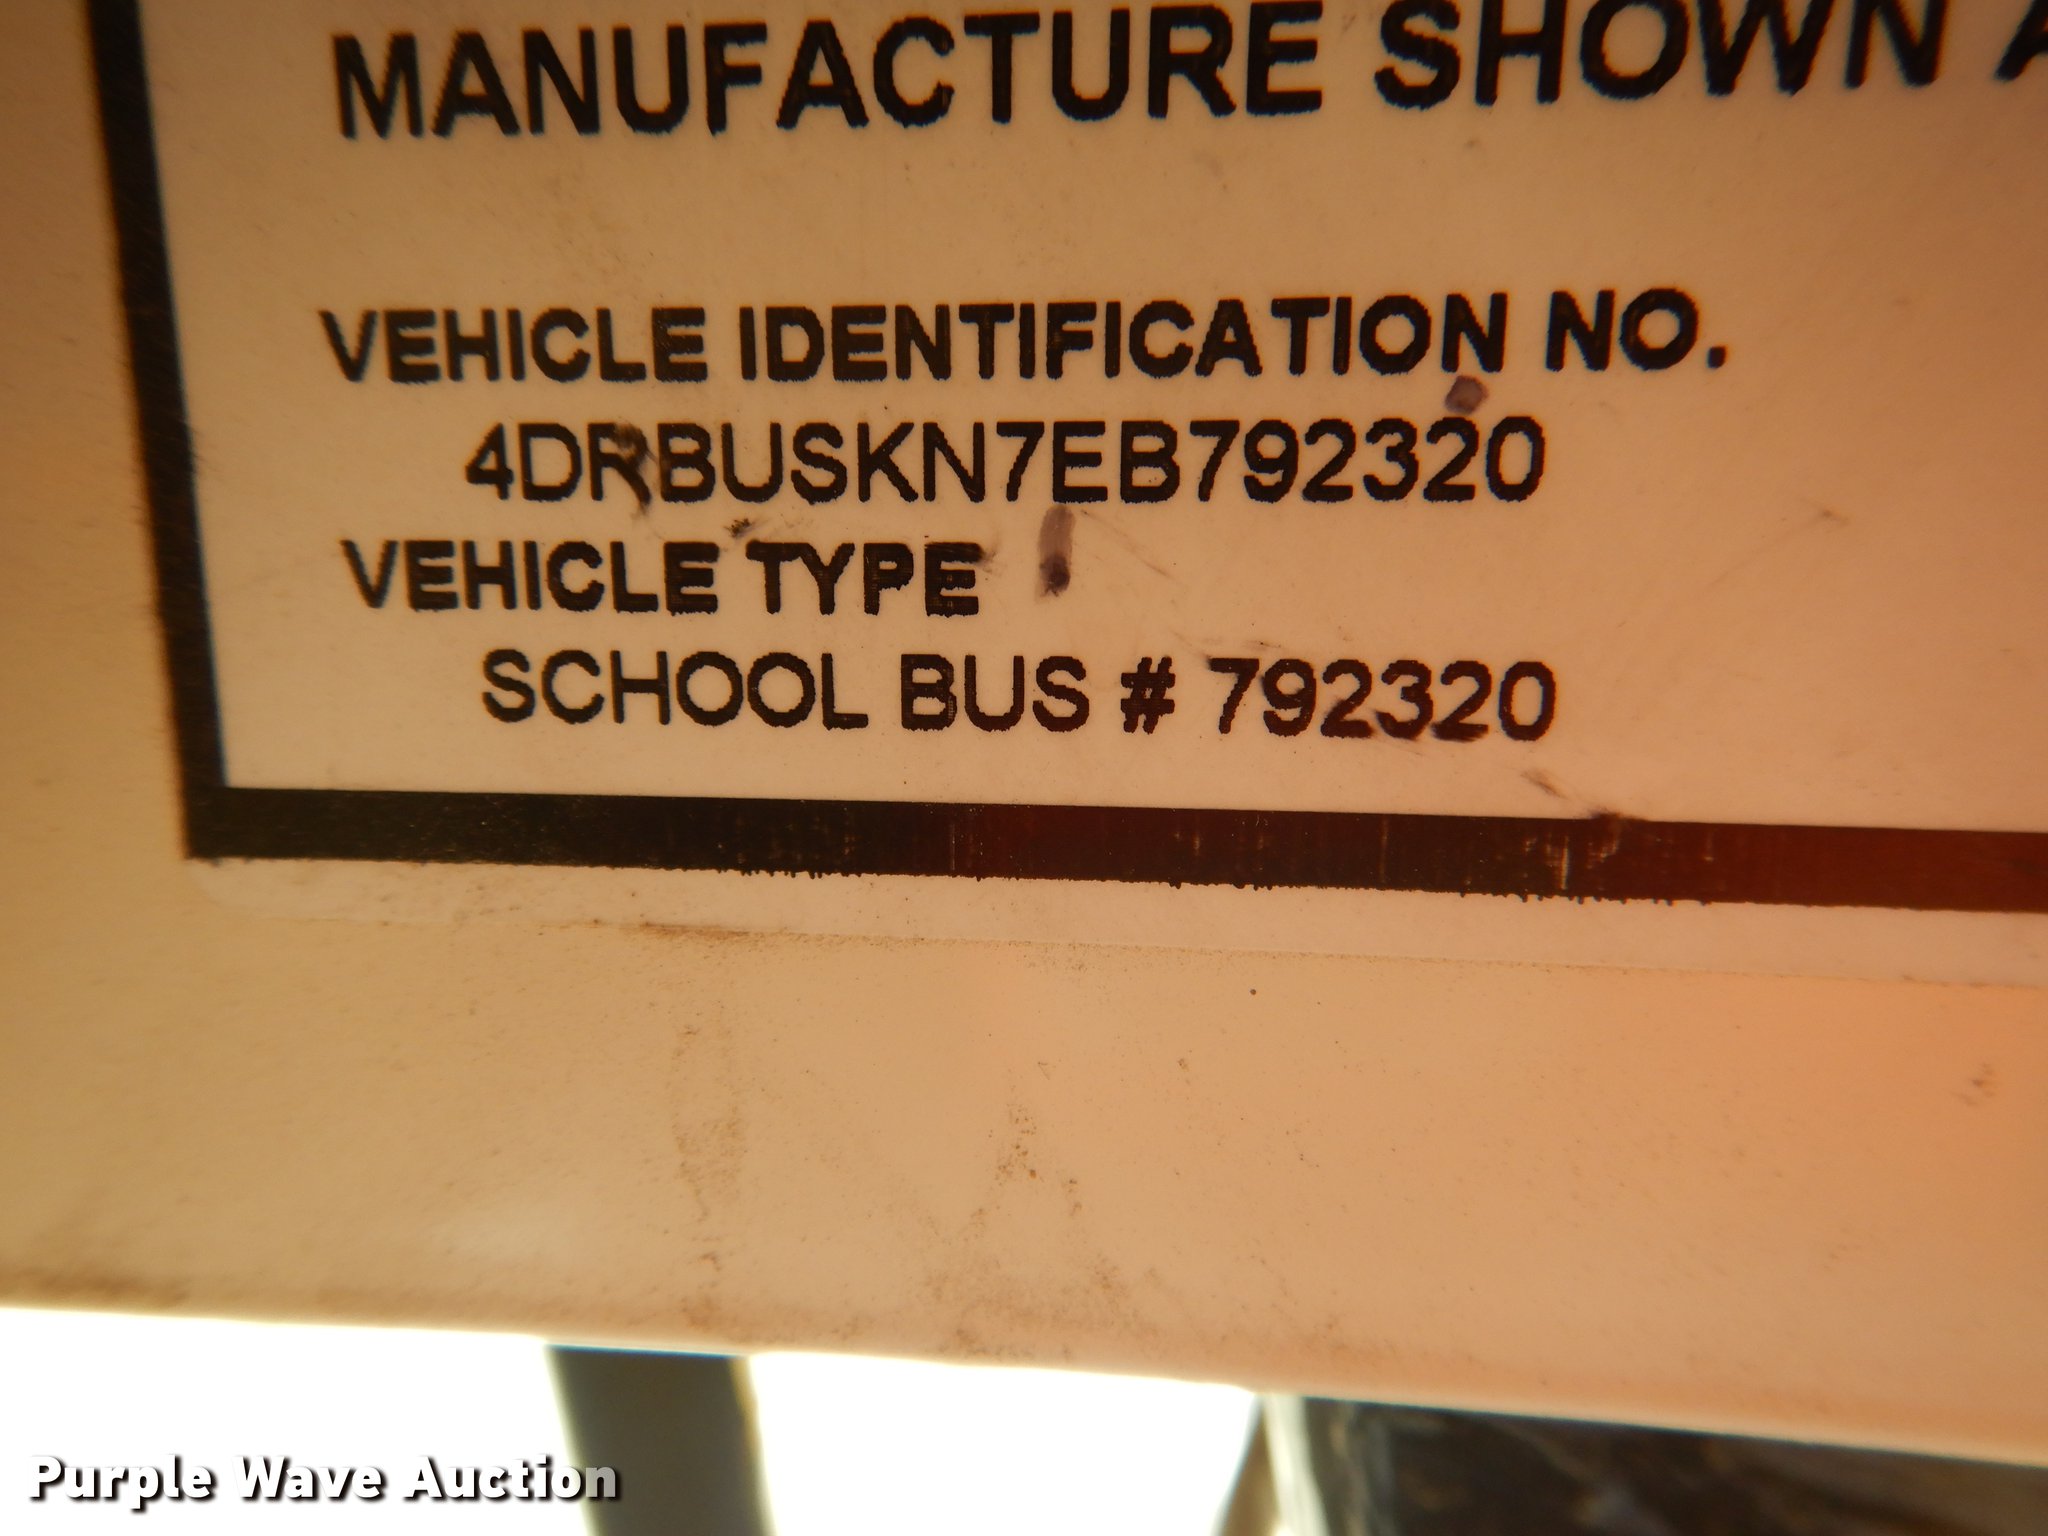 MANUFACTURE SHOWN A
VEHICLE IDENTIFICATION NO.
4DRBUSKN7EB792320
VEHICLE TYPE
SCHOOL BUS # 792320
Purple Wave Auction